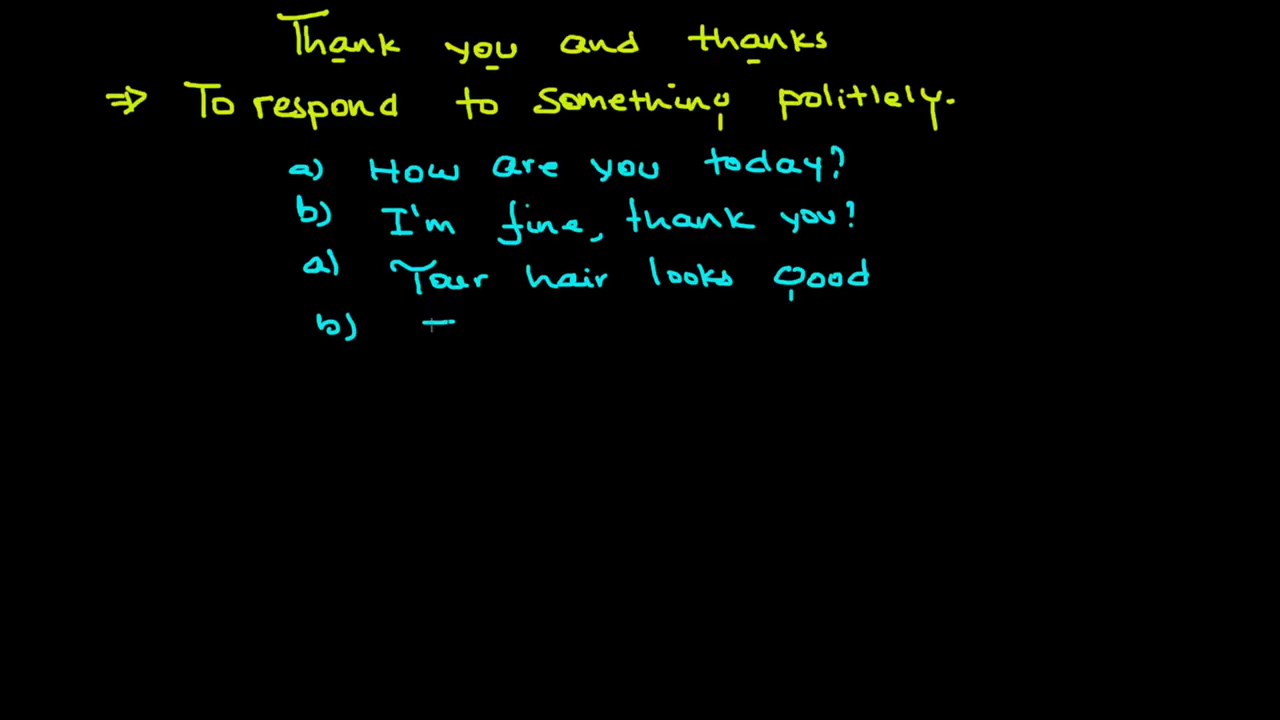 Thank you and thanks
⇒ To respond to something politlely.
a) How are you today?
b) I'm fine, thank you?
a) Your hair looks good
b) T